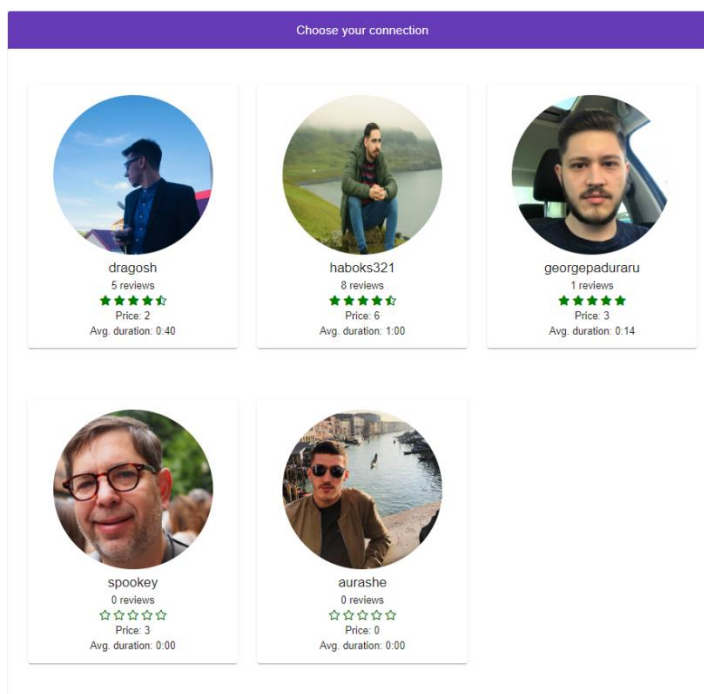 Choose your connection
dragosh
5 reviews
Price: 2
Avg. duration: 0:40
haboks321
8 reviews
Price: 6
Avg. duration: 1:00
georgepaduraru
1 reviews
Price: 3
Avg. duration: 0:14
spookey
0 reviews
Price: 3
Avg. duration: 0:00
aurashe
0 reviews
Price: 0
Avg. duration: 0:00